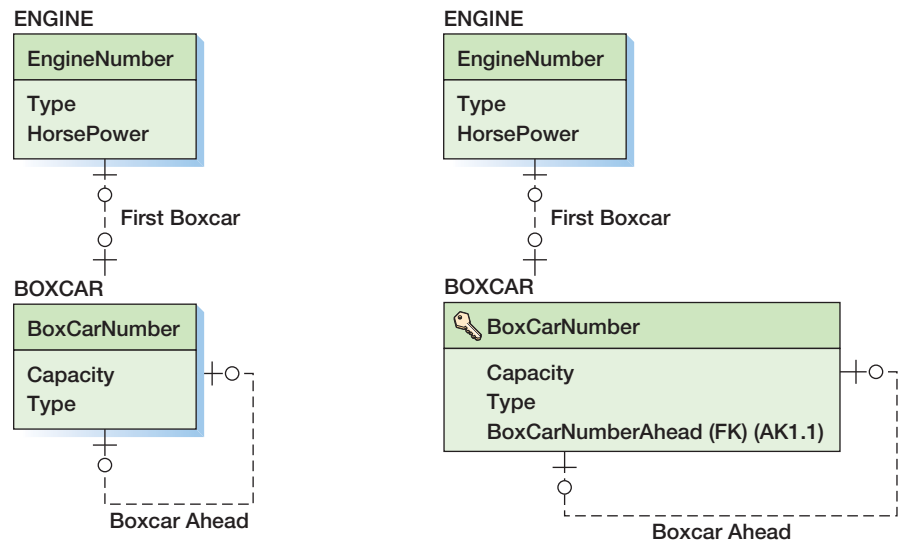 ENGINE
EngineNumber
Type
HorsePower
First Boxcar
BOXCAR
BoxCarNumber
Capacity
Type
Boxcar Ahead
ENGINE
EngineNumber
Type
HorsePower
First Boxcar
BOXCAR
BoxCarNumber
Capacity
Type
BoxCarNumberAhead (FK) (AK1.1)
Boxcar Ahead